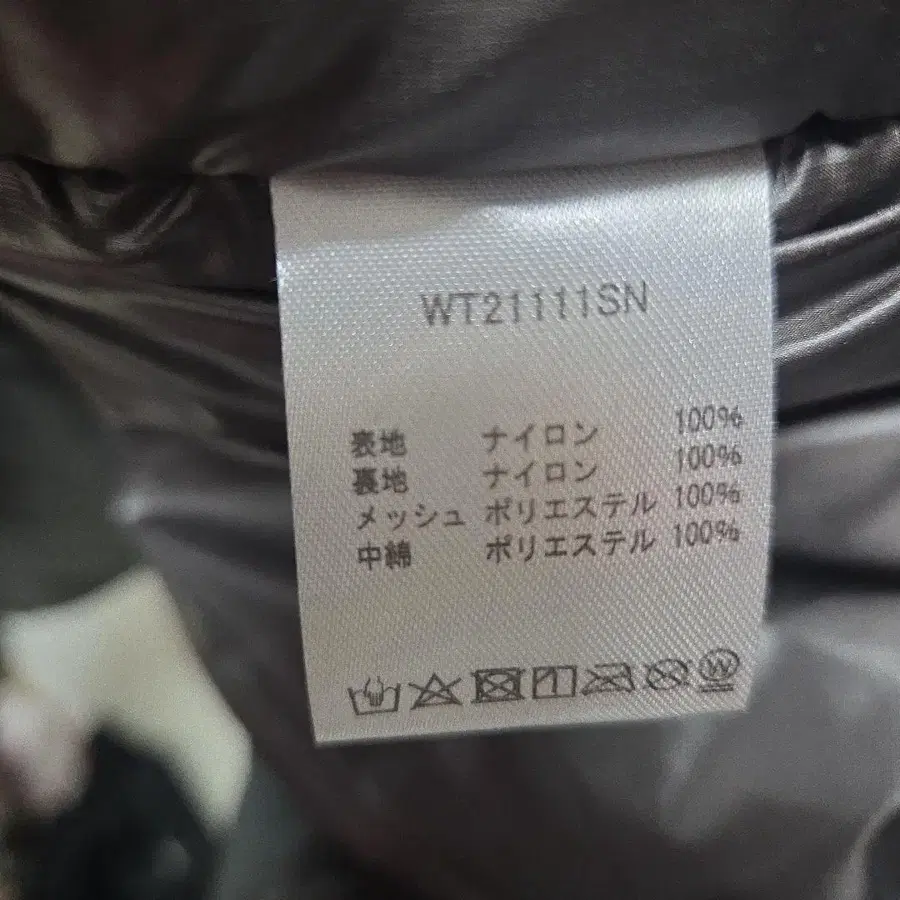 WT21111SN
表地 ナイロン 100%
裏地 ナイロン 100%
メッシュ ポリエステル 100%
中綿 ポリエステル 100%
W